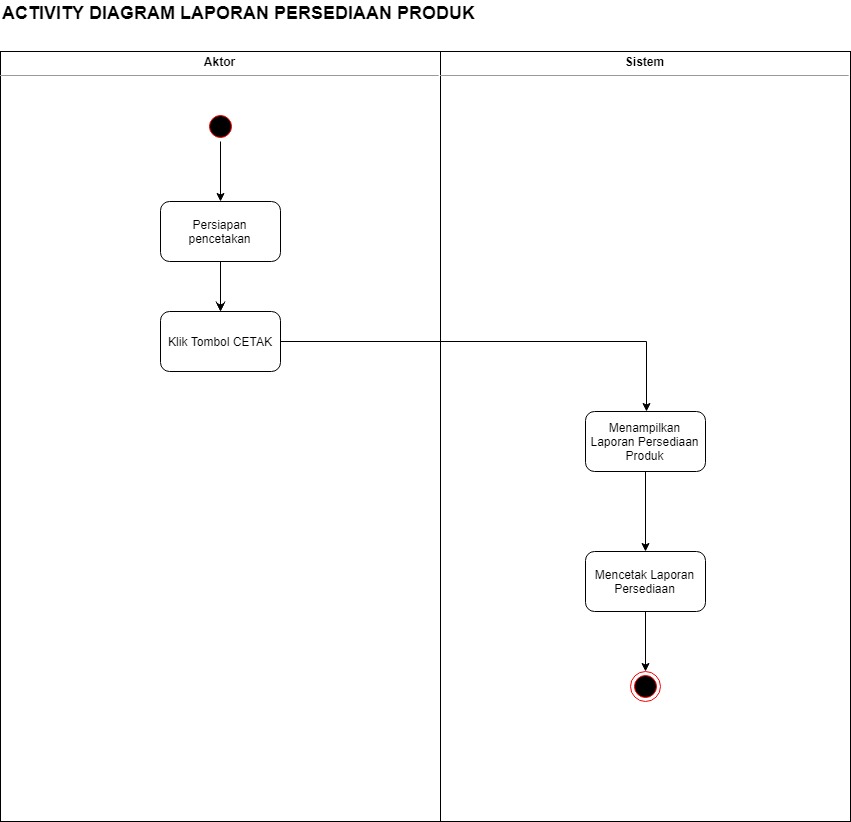 ACTIVITY DIAGRAM LAPORAN PERSEDIAAN PRODUK
Aktor
Sistem
Persiapan
pencetakan
Klik Tombol CETAK
Menampilkan
Laporan Persediaan
Produk
Mencetak Laporan
Persediaan